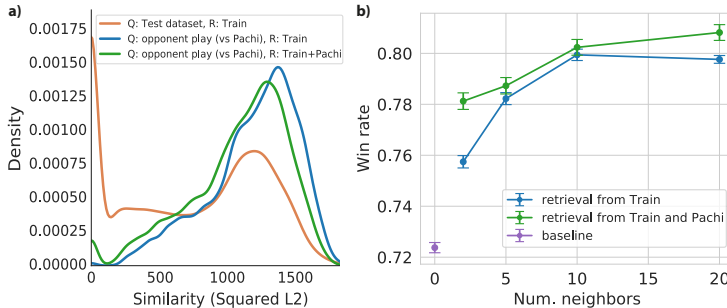 a)
Q: Test dataset, R: Train
Q: opponent play (vs Pachi), R: Train
Q: opponent play (vs Pachi), R: Train+Pachi
Density
0.00175
0.00150
0.00125
0.00100
0.00075
0.00050
0.00025
0.00000
0
500
1000
1500
Similarity (Squared L2)
b)
Win rate
0.80
0.78
0.76
0.74
0.72
retrieval from Train
retrieval from Train and Pachi
baseline
0
5
10
15
20
Num. neighbors